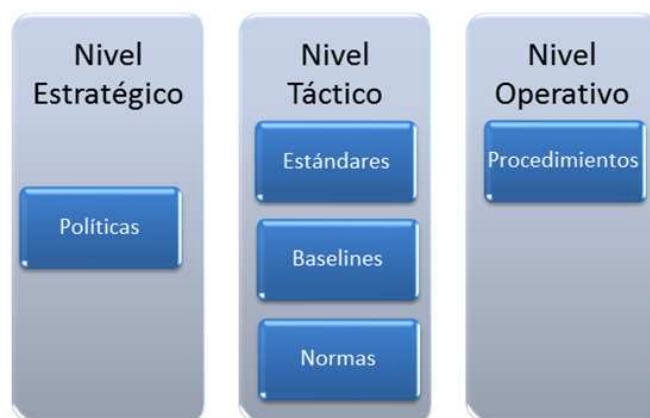 Nivel
Estratégico
Políticas
Nivel
Táctico
Estándares
Baselines
Normas
Nivel
Operativo
Procedimientos